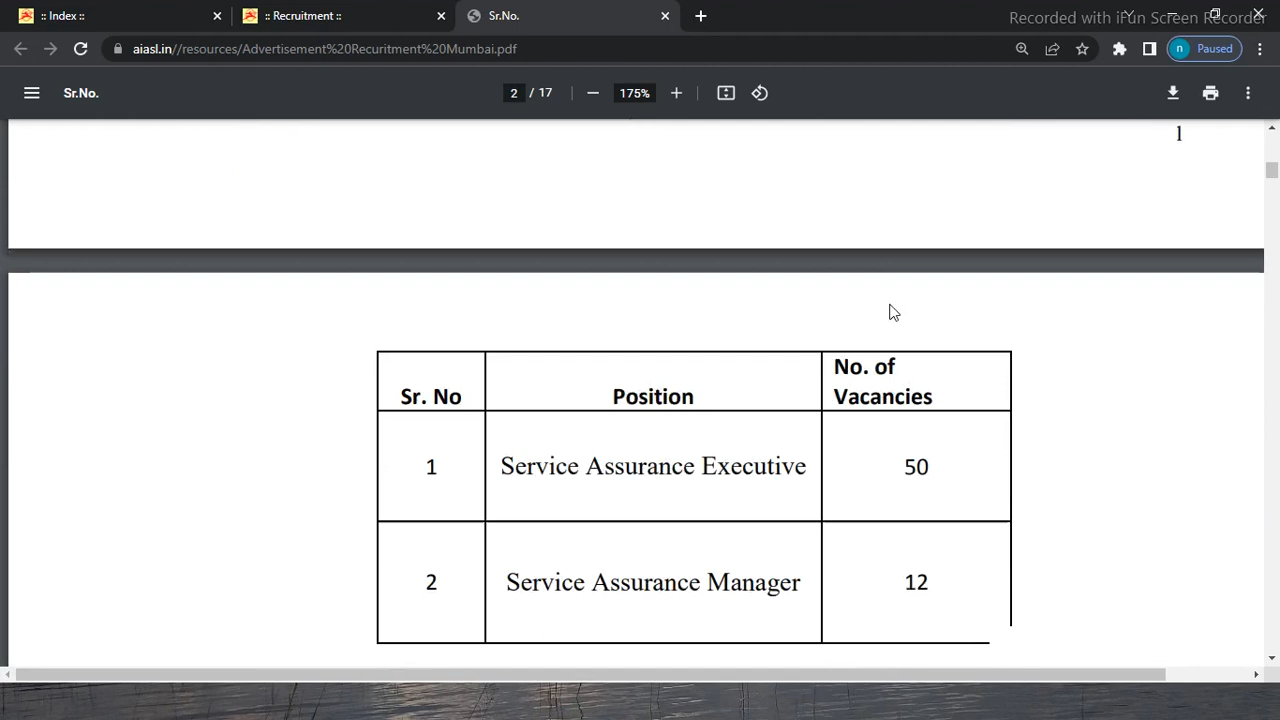 :: Index ::
:: Recruitment ::
Sr.No.
Recorded with iFun Screen Recorder
aiasl.in//resources/Advertisement%20Recuritment%20Mumbai.pdf
n Paused
Sr.No.
2 / 17
175%
1
Sr. No Position No. of Vacancies
1 Service Assurance Executive 50
2 Service Assurance Manager 12